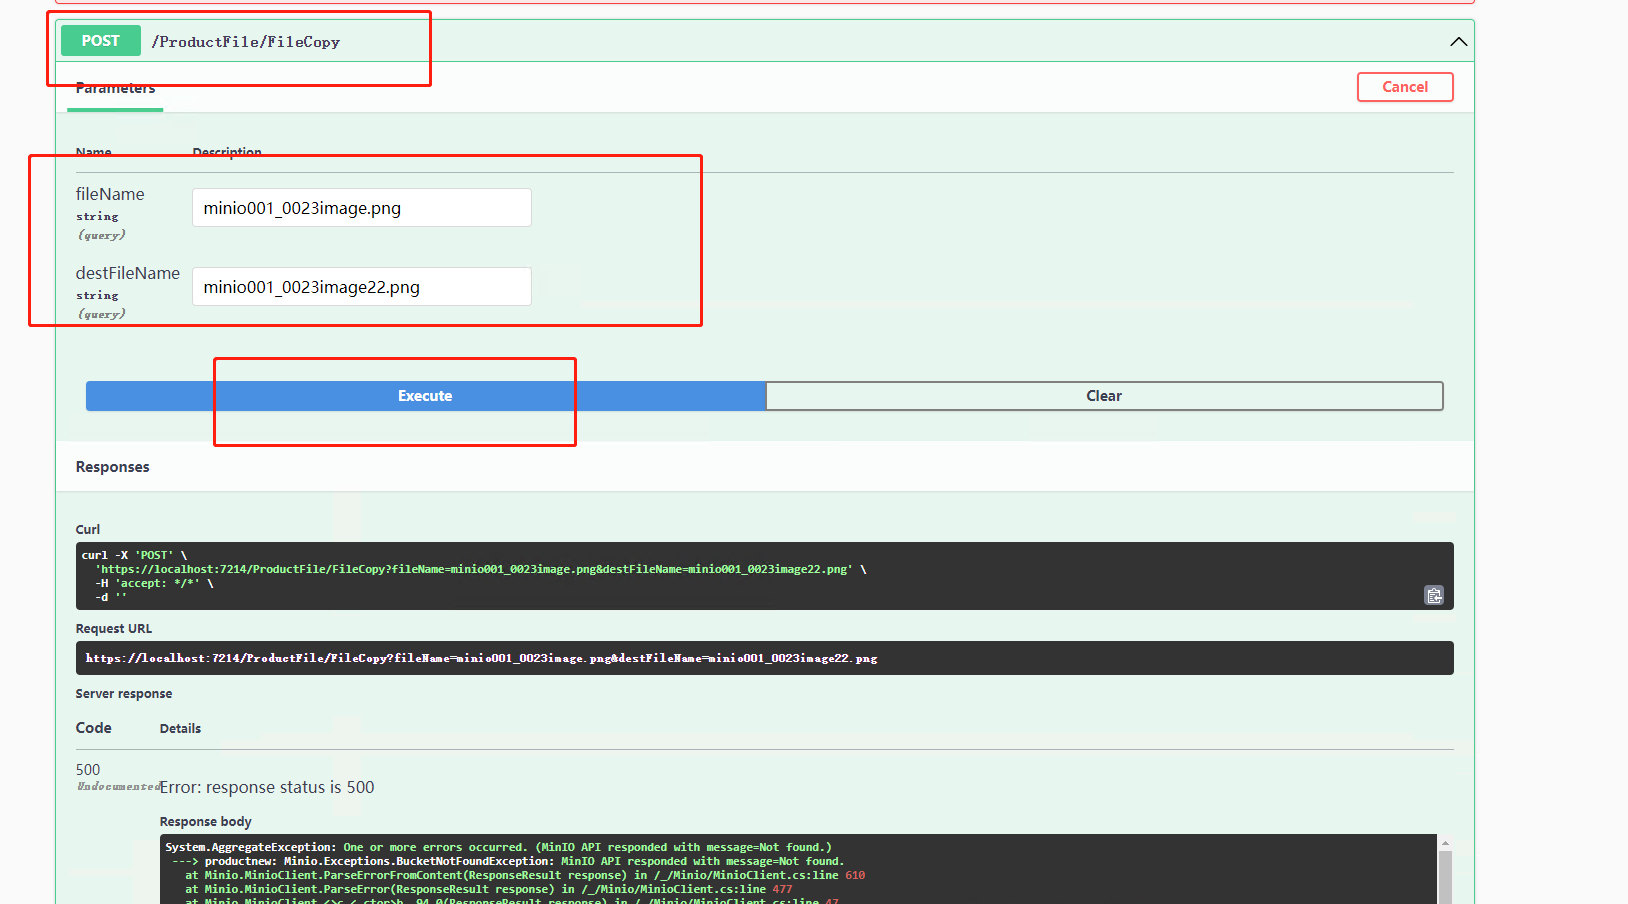 POST /ProductFile/FileCopy
Parameters
Cancel
Name Description
fileName
string
(query)
minio001_0023image.png
destFileName
string
(query)
minio001_0023image22.png
Execute
Clear
Responses
Curl
curl -X 'POST' \
'https://localhost:7214/ProductFile/FileCopy?fileName=minio001_0023image.png&destFileName=minio001_0023image22.png' \
-H 'accept: */*' \
-d ''
Request URL
https://localhost:7214/ProductFile/FileCopy?fileName=minio001_0023image.png&destFileName=minio001_0023image22.png
Server response
Code Details
500
Undocumented
Error: response status is 500
Response body
System.AggregateException: One or more errors occurred. (MinIO API responded with message=Not found.)
---> productnew: Minio.Exceptions.BucketNotFoundException: MinIO API responded with message=Not found.
at Minio.MinioClient.ParseErrorFromContent(ResponseResult response) in /_/Minio/MinioClient.cs:line 610
at Minio.MinioClient.ParseError(ResponseResult response) in /_/Minio/MinioClient.cs:line 477